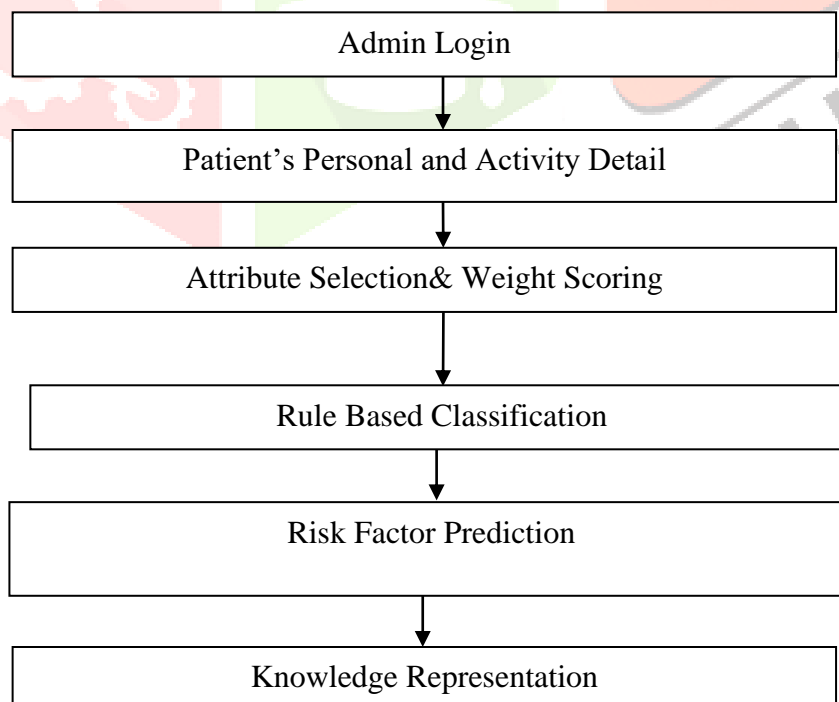 Admin Login
Patient’s Personal and Activity Detail
Attribute Selection& Weight Scoring
Rule Based Classification
Risk Factor Prediction
Knowledge Representation